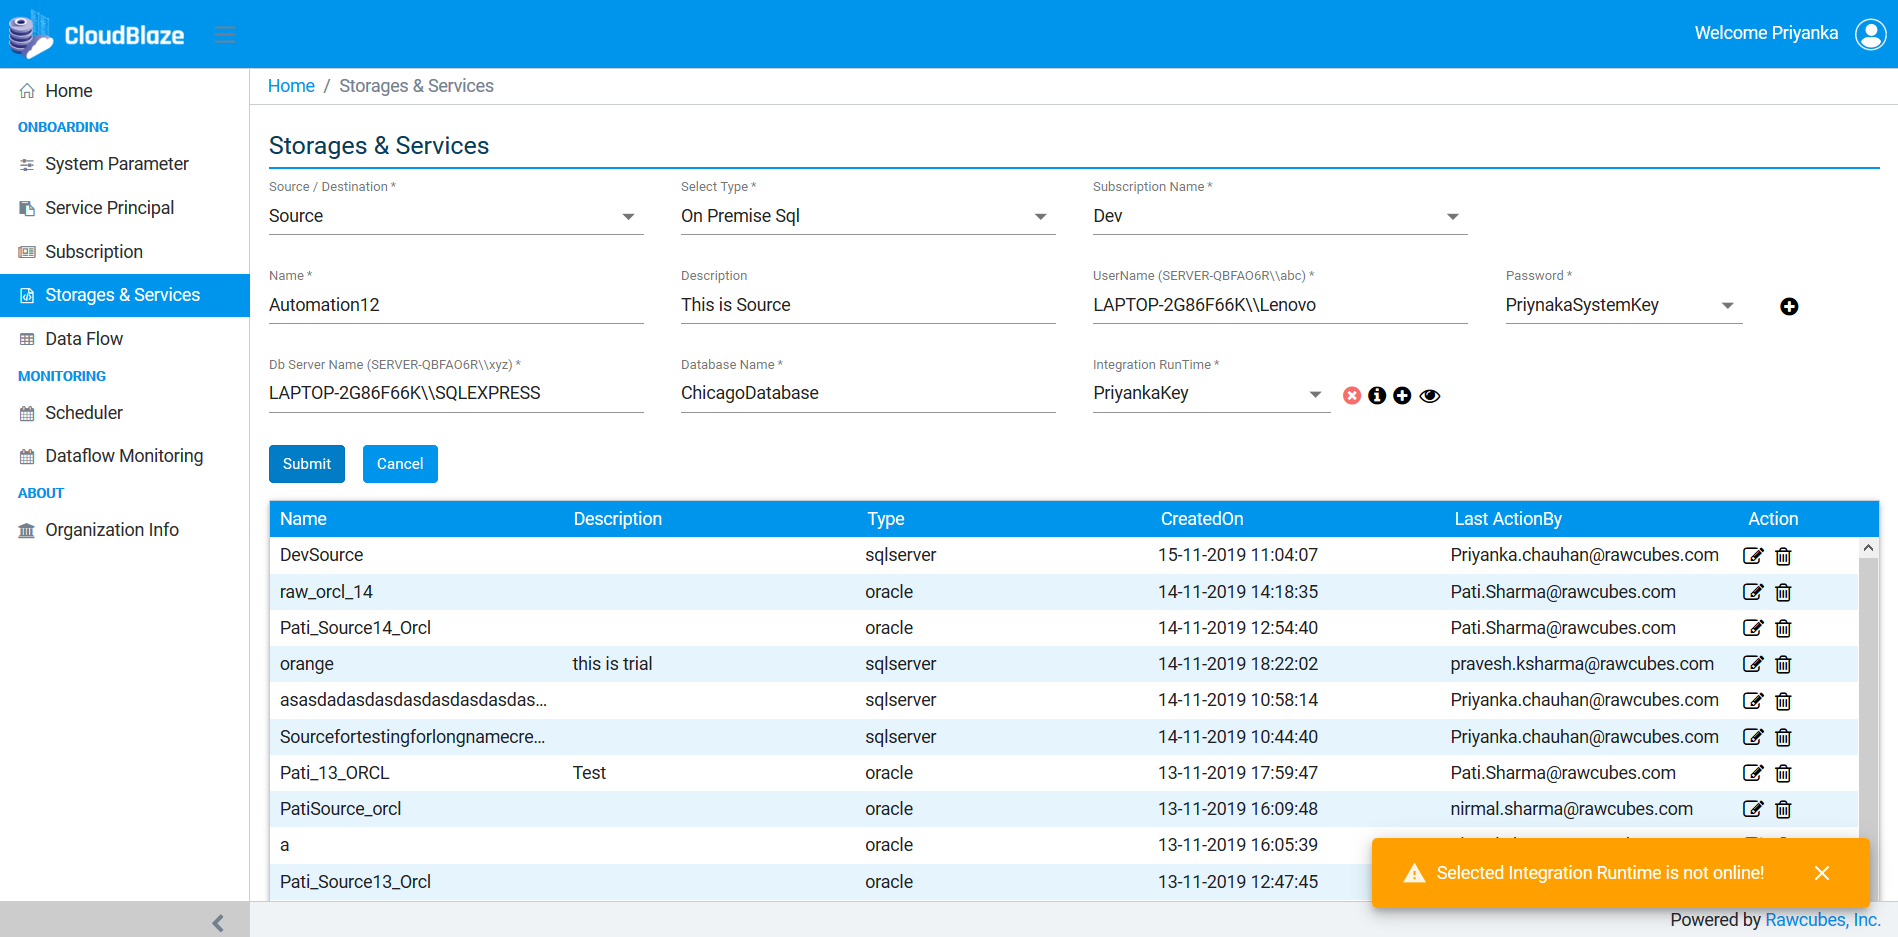 CloudBlaze
Welcome Priyanka
Home
ONBOARDING
System Parameter
Service Principal
Subscription
Storages & Services
Data Flow
MONITORING
Scheduler
Dataflow Monitoring
ABOUT
Organization Info
Home / Storages & Services
Storages & Services
Source / Destination * Select Type * Subscription Name *
Source On Premise Sql Dev
Name * Description UserName (SERVER-QBFAO6R\\abc) * Password *
Automation12 This is Source LAPTOP-2G86F66K\\Lenovo PriynakaSystemKey
Db Server Name (SERVER-QBFAO6R\\xyz) * Database Name * Integration RunTime *
LAPTOP-2G86F66K\\SQLEXPRESS ChicagoDatabase PriyankaKey
Submit Cancel
Name Description Type CreatedOn Last ActionBy Action
DevSource sqlserver 15-11-2019 11:04:07 Priyanka.chauhan@rawcubes.com
raw_orcl_14 oracle 14-11-2019 14:18:35 Pati.Sharma@rawcubes.com
Pati_Source14_Orcl oracle 14-11-2019 12:54:40 Pati.Sharma@rawcubes.com
orange this is trial sqlserver 14-11-2019 18:22:02 pravesh.ksharma@rawcubes.com
asasdadasdasdasdasdasdasdas... sqlserver 14-11-2019 10:58:14 Priyanka.chauhan@rawcubes.com
Sourcefortestingforlongnamecre... sqlserver 14-11-2019 10:44:40 Priyanka.chauhan@rawcubes.com
Pati_13_ORCL Test oracle 13-11-2019 17:59:47 Pati.Sharma@rawcubes.com
PatiSource_orcl oracle 13-11-2019 16:09:48 nirmal.sharma@rawcubes.com
a oracle 13-11-2019 16:05:39
Pati_Source13_Orcl oracle 13-11-2019 12:47:45
Selected Integration Runtime is not online!
Powered by Rawcubes, Inc.